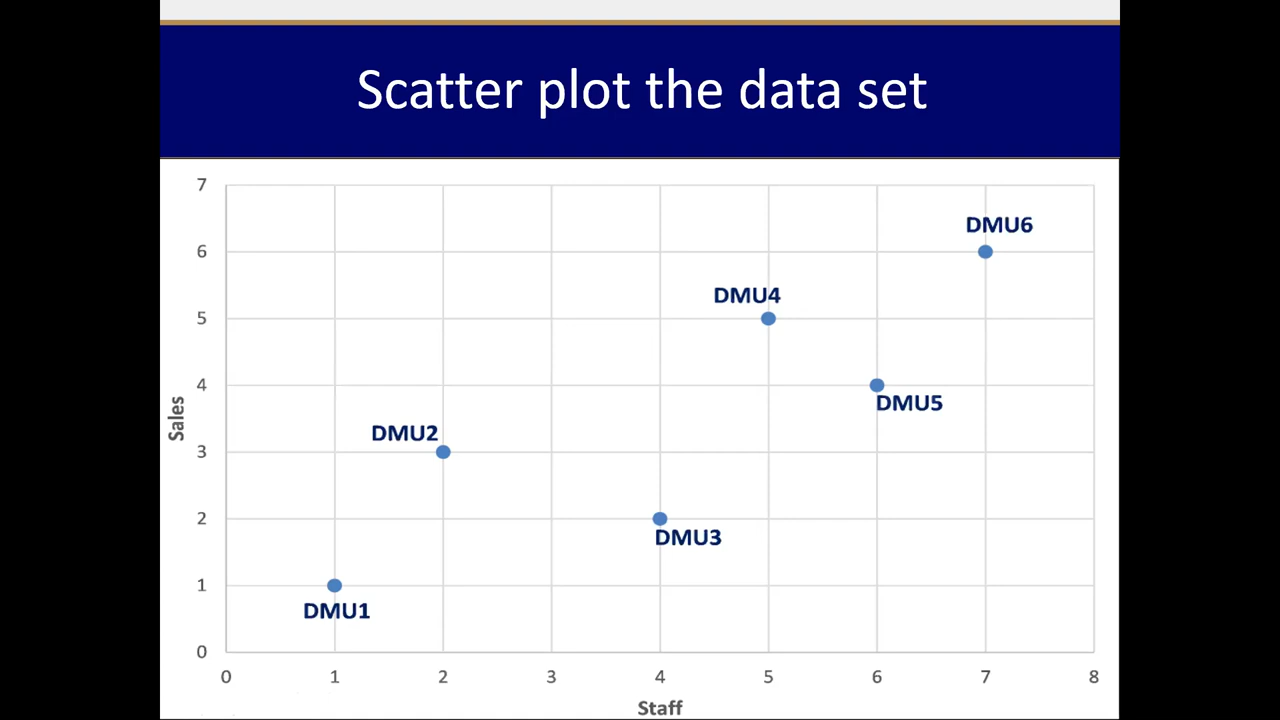 Scatter plot the data set
7
DMU6
6
DMU4
5
4
DMU5
Sales
DMU2
3
2
DMU3
1
DMU1
0
0 1 2 3 4 5 6 7 8
Staff